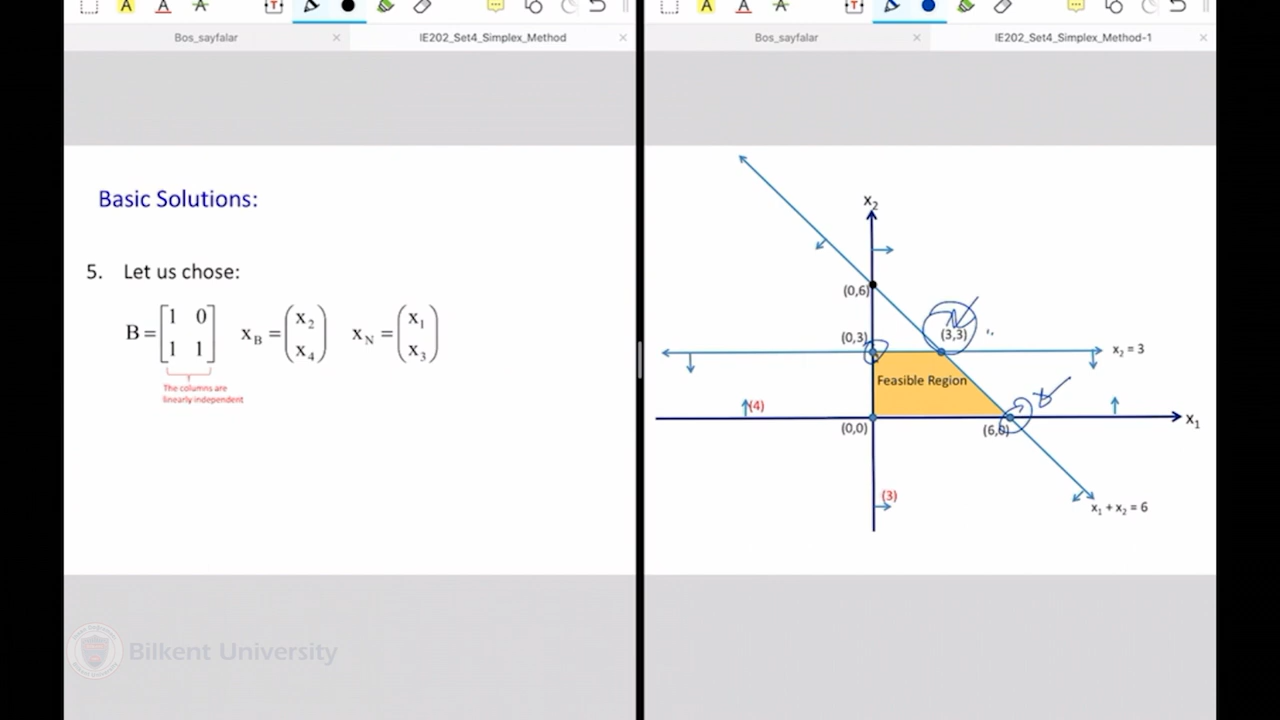 Bos_sayfalar
IE202_Set4_Simplex_Method
Basic Solutions:
5. Let us chose:
B = [1 0 1 1] x_B = (x_2 x_4) x_N = (x_1 x_3)
The columns are
linearly independent
Bilkent University
Bos_sayfalar
IE202_Set4_Simplex_Method-1
x_2
(0,6)
(0,3)
(3,3)
x_2 = 3
Feasible Region
(4)
(0,0)
(6,0)
x_1
(3)
x_1 + x_2 = 6